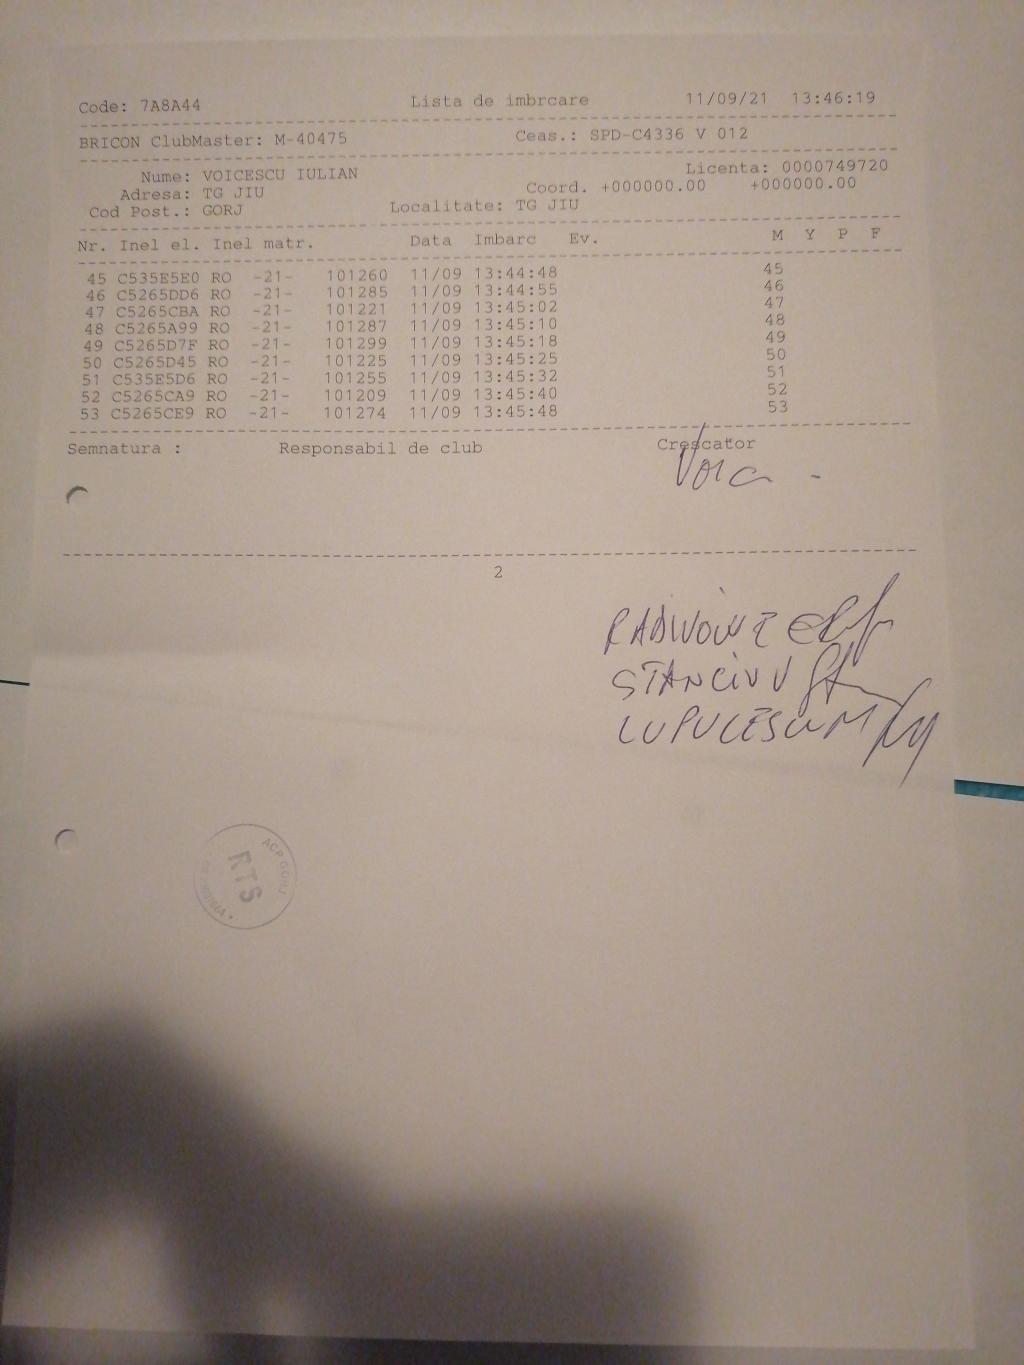 Code: 7A8A44 Lista de imbrcare 11/09/21 13:46:19
BRICON ClubMaster: M-40475 Ceas.: SPD-C4336 V 012
Nume: VOICESCU IULIAN Licenta: 0000749720
Adresa: TG JIU Coord. +000000.00 +000000.00
Cod Post.: GORJ Localitate: TG JIU
Nr. Inel el. Inel matr. Data Imbarc Ev. M Y P F
45 C535E5E0 RO -21- 101260 11/09 13:44:48 45
46 C5265DD6 RO -21- 101285 11/09 13:44:55 46
47 C5265CBA RO -21- 101221 11/09 13:45:02 47
48 C5265A99 RO -21- 101287 11/09 13:45:10 48
49 C5265D7F RO -21- 101299 11/09 13:45:18 49
50 C5265D45 RO -21- 101225 11/09 13:45:25 50
51 C535E5D6 RO -21- 101255 11/09 13:45:32 51
52 C5265CA9 RO -21- 101209 11/09 13:45:40 52
53 C5265CE9 RO -21- 101274 11/09 13:45:48 53
Semnatura : Responsabil de club Crescator
Voic
2
STANCIU V
LUPULESCU M
ACP GORJ
RTS